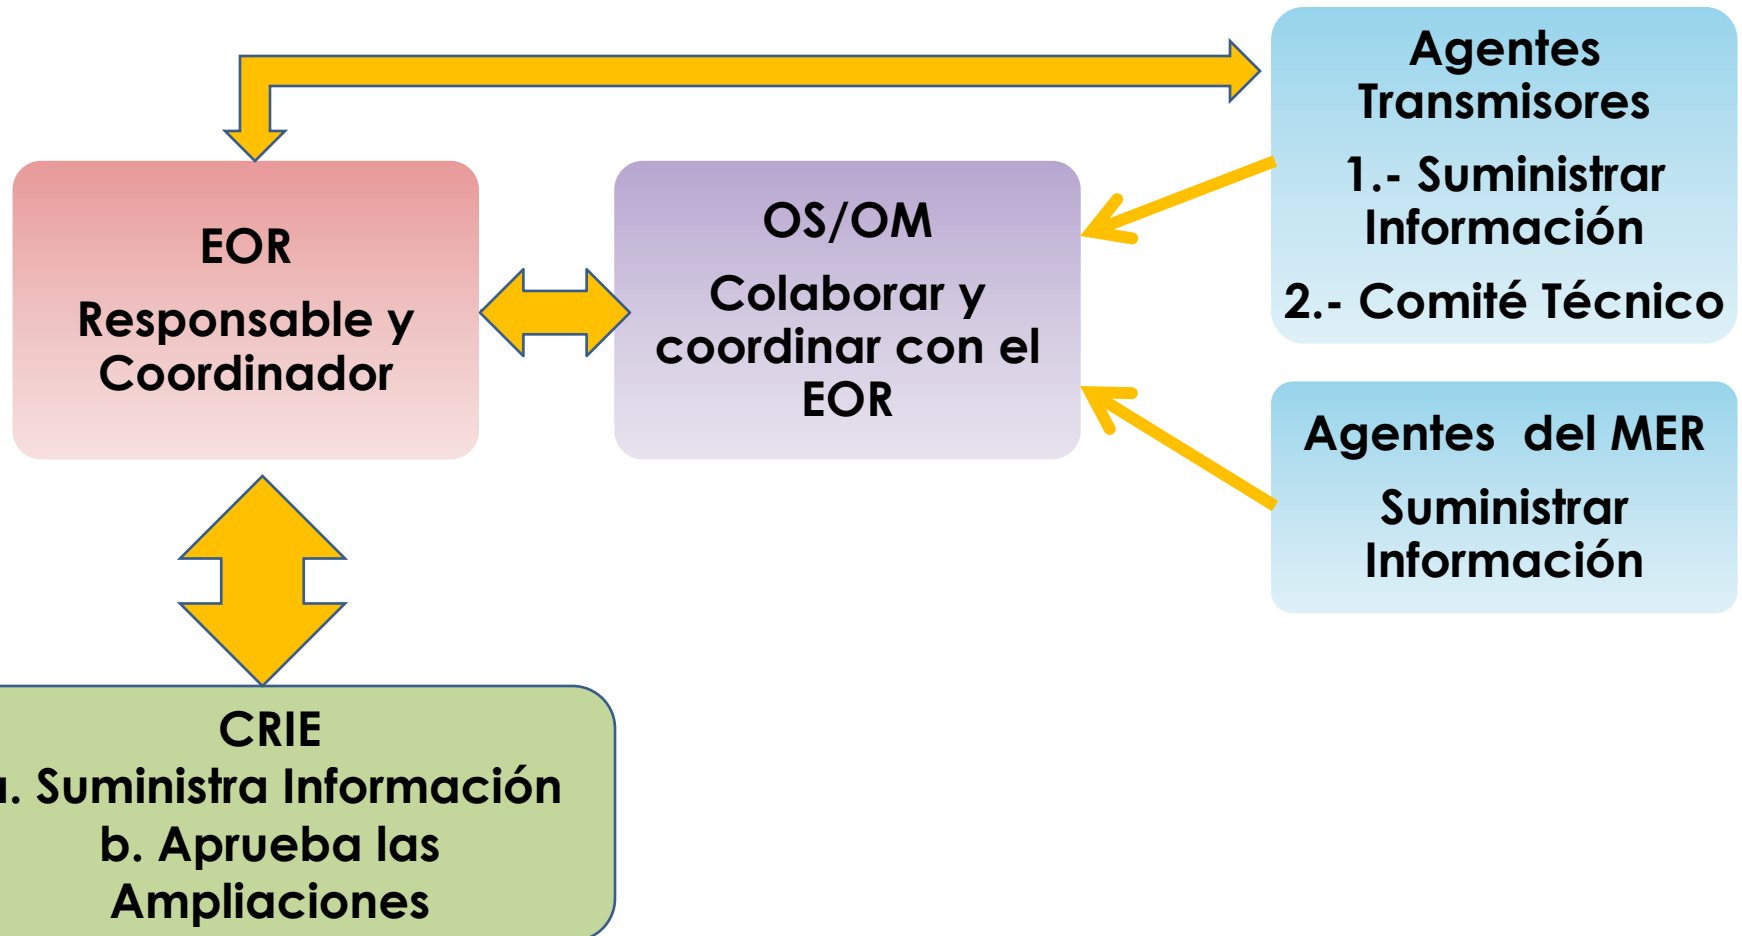 Agentes
Transmisores
1.- Suministrar
Información
2.- Comité Técnico
EOR
Responsable y
Coordinador
OS/OM
Colaborar y
coordinar con el
EOR
Agentes del MER
Suministrar
Información
CRIE
. Suministra Información
b. Aprueba las
Ampliaciones